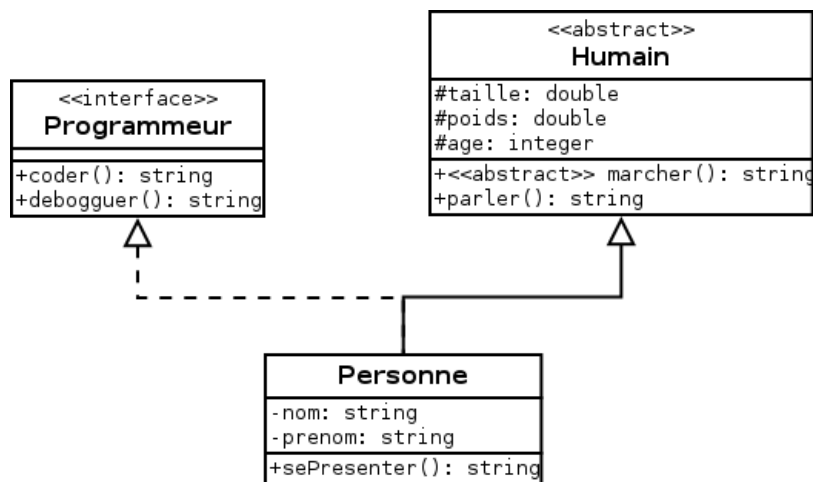 <<interface>>
Programmeur
+coder(): string
+debogguer(): string
<<abstract>>
Humain
#taille: double
#poids: double
#age: integer
+<<abstract>> marcher(): string
+parler(): string
Personne
-nom: string
-prenom: string
+sePresenter(): string